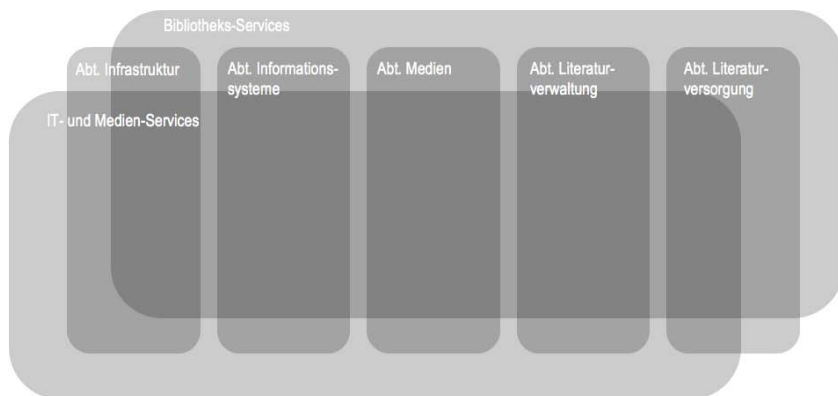 Bibliotheks-Services
Abt. Infrastruktur
Abt. Informations-
systeme
Abt. Medien
Abt. Literatur-
verwaltung
Abt. Literatur-
versorgung
IT- und Medien-Services